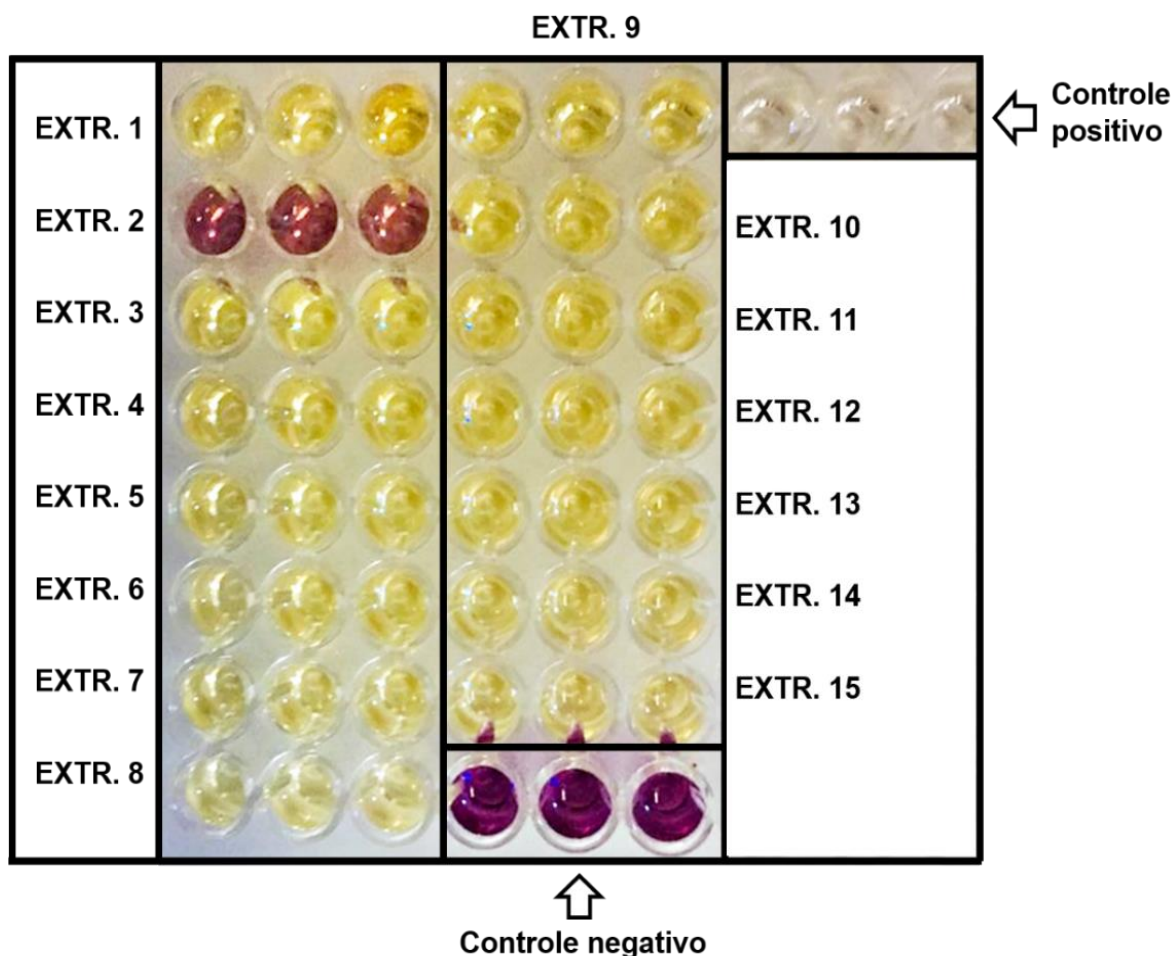 EXTR. 9
EXTR. 1
EXTR. 2
EXTR. 3
EXTR. 4
EXTR. 5
EXTR. 6
EXTR. 7
EXTR. 8
Controle
positivo
EXTR. 10
EXTR. 11
EXTR. 12
EXTR. 13
EXTR. 14
EXTR. 15
Controle negativo